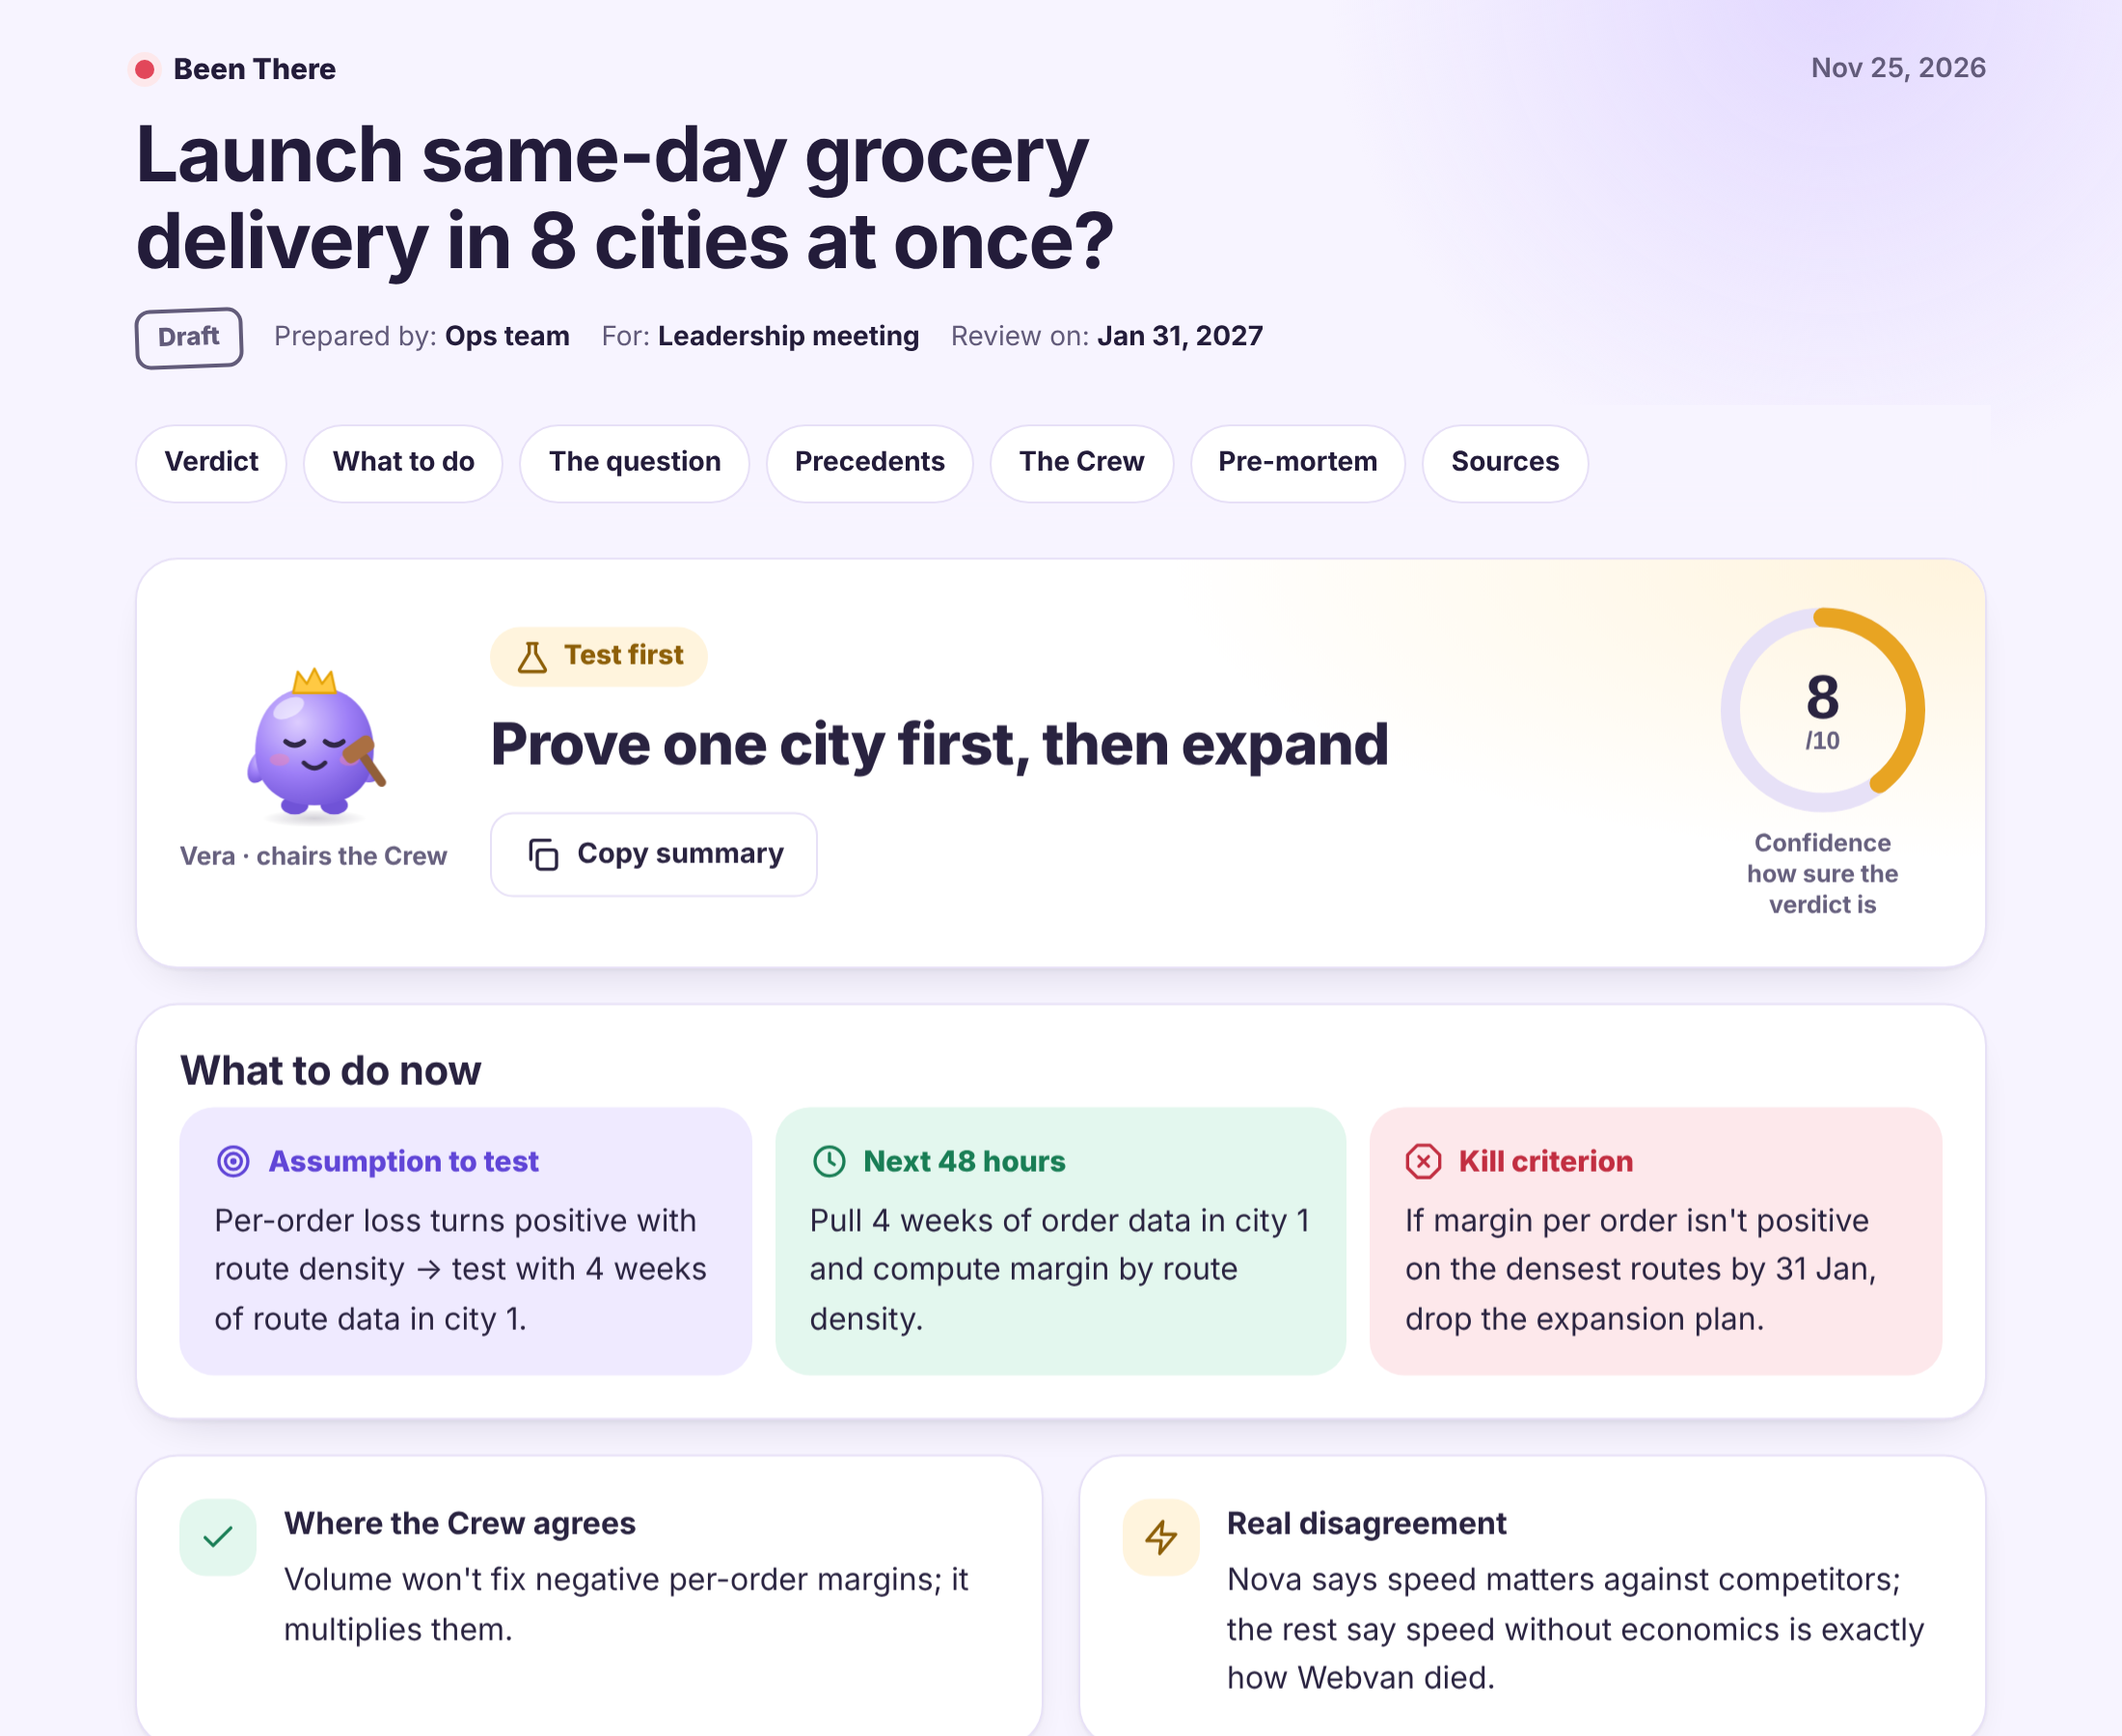 Been There
Nov 25, 2026
Launch same-day grocery
delivery in 8 cities at once?
Draft
Prepared by: Ops team
For: Leadership meeting
Review on: Jan 31, 2027
Verdict
What to do
The question
Precedents
The Crew
Pre-mortem
Sources
Test first
Prove one city first, then expand
Copy summary
Vera · chairs the Crew
8
/10
Confidence
how sure the
verdict is
What to do now
Assumption to test
Per-order loss turns positive with
route density → test with 4 weeks
of route data in city 1.
Next 48 hours
Pull 4 weeks of order data in city 1
and compute margin by route
density.
Kill criterion
If margin per order isn't positive
on the densest routes by 31 Jan,
drop the expansion plan.
Where the Crew agrees
Volume won't fix negative per-order margins; it
multiplies them.
Real disagreement
Nova says speed matters against competitors;
the rest say speed without economics is exactly
how Webvan died.